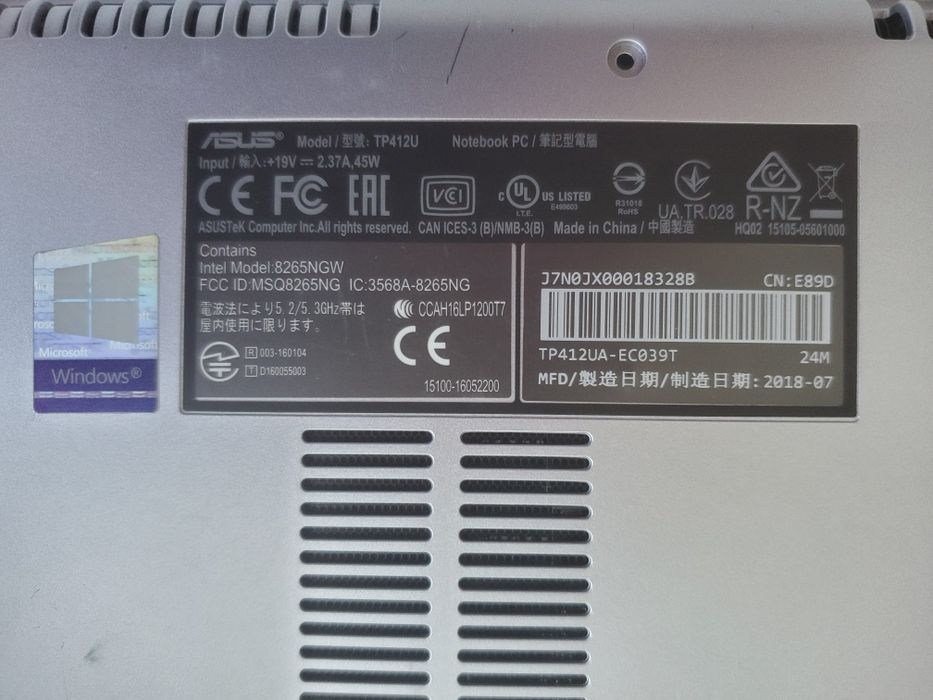 ASUS® Model / 型號: TP412U Notebook PC / 筆記型電腦
Input / 輸入:+19V ⎓ 2.37A,45W
CE FC EAC VCI c UL US LISTED R31018 RoHS UA.TR.028 R-NZ
I.T.E. E499603
ASUSTeK Computer Inc.All rights reserved. CAN ICES-3 (B)/NMB-3(B) Made in China / 中國製造 HQ02 15105-05601000
Contains
Intel Model:8265NGW
FCC ID:MSQ8265NG IC:3568A-8265NG
電波法により5.2/5.3GHz帯は
屋内使用に限ります。
CCAH16LP1200T7
CE
R 003-160104
T D160055003
15100-16052200
J7N0JX00018328B CN:E89D
TP412UA-EC039T 24M
MFD/製造日期/制造日期: 2018-07
Microsoft Microsoft
Windows®